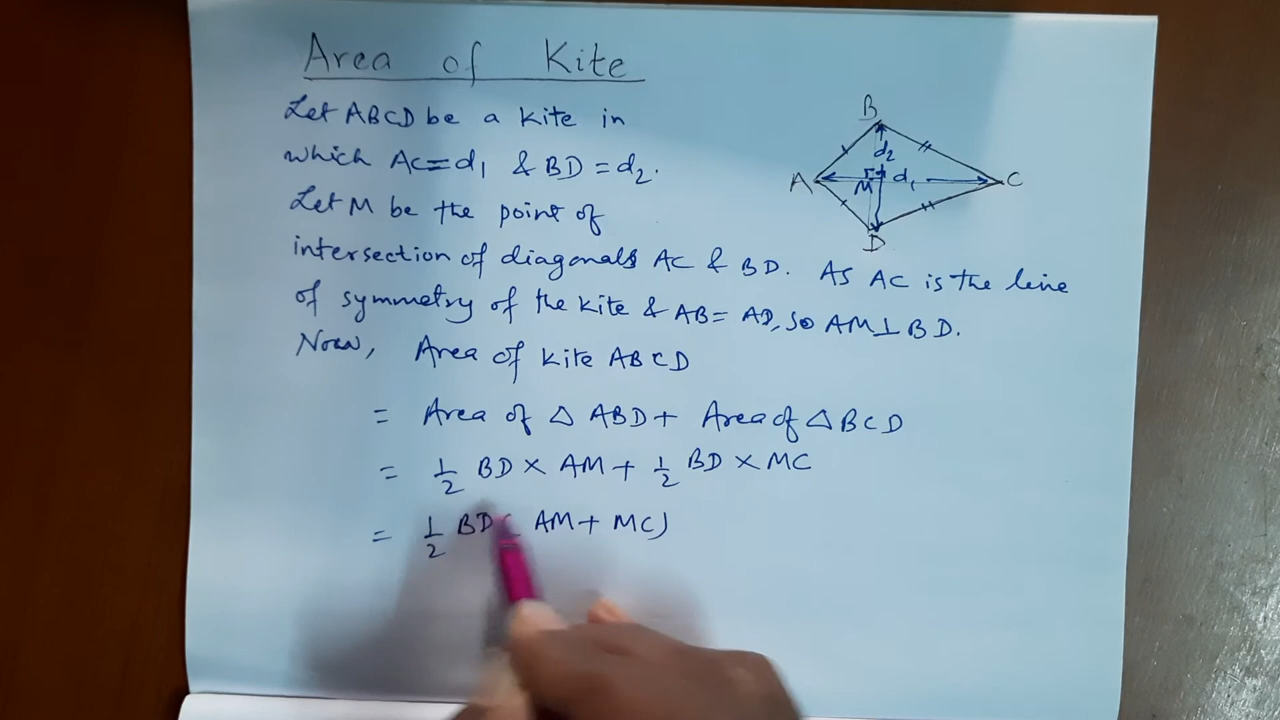 Area of Kite
Let ABCD be a kite in
which AC=d₁ & BD=d₂.
Let M be the point of
intersection of diagonals AC & BD. As AC is the line
of symmetry of the kite & AB=AD, so AM⊥BD.
Now, Area of kite ABCD
= Area of △ABD+ Area of △BCD
= 1/2 BD×AM+ 1/2 BD×MC
= 1/2 BD( AM+ MC)
B
d₂
A
M
d₁
C
D